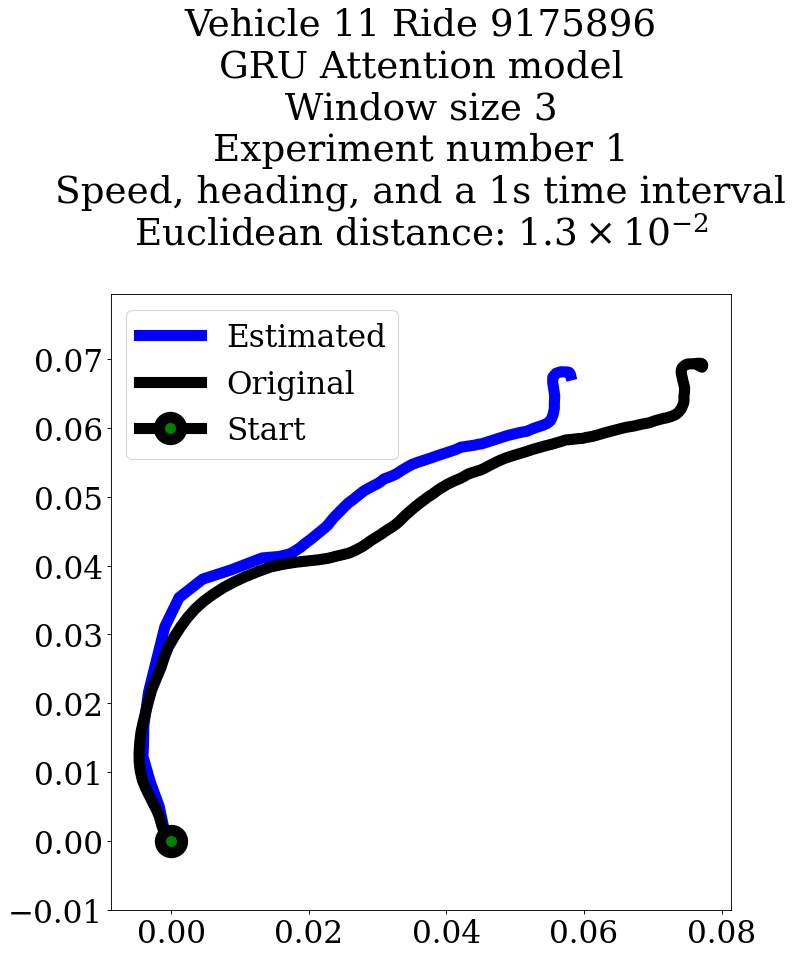 Vehicle 11 Ride 9175896
GRU Attention model
Window size 3
Experiment number 1
Speed, heading, and a 1s time interval
Euclidean distance: 1.3 × 10⁻²
Estimated
Original
Start
0.07
0.06
0.05
0.04
0.03
0.02
0.01
0.00
−0.01
0.00 0.02 0.04 0.06 0.08